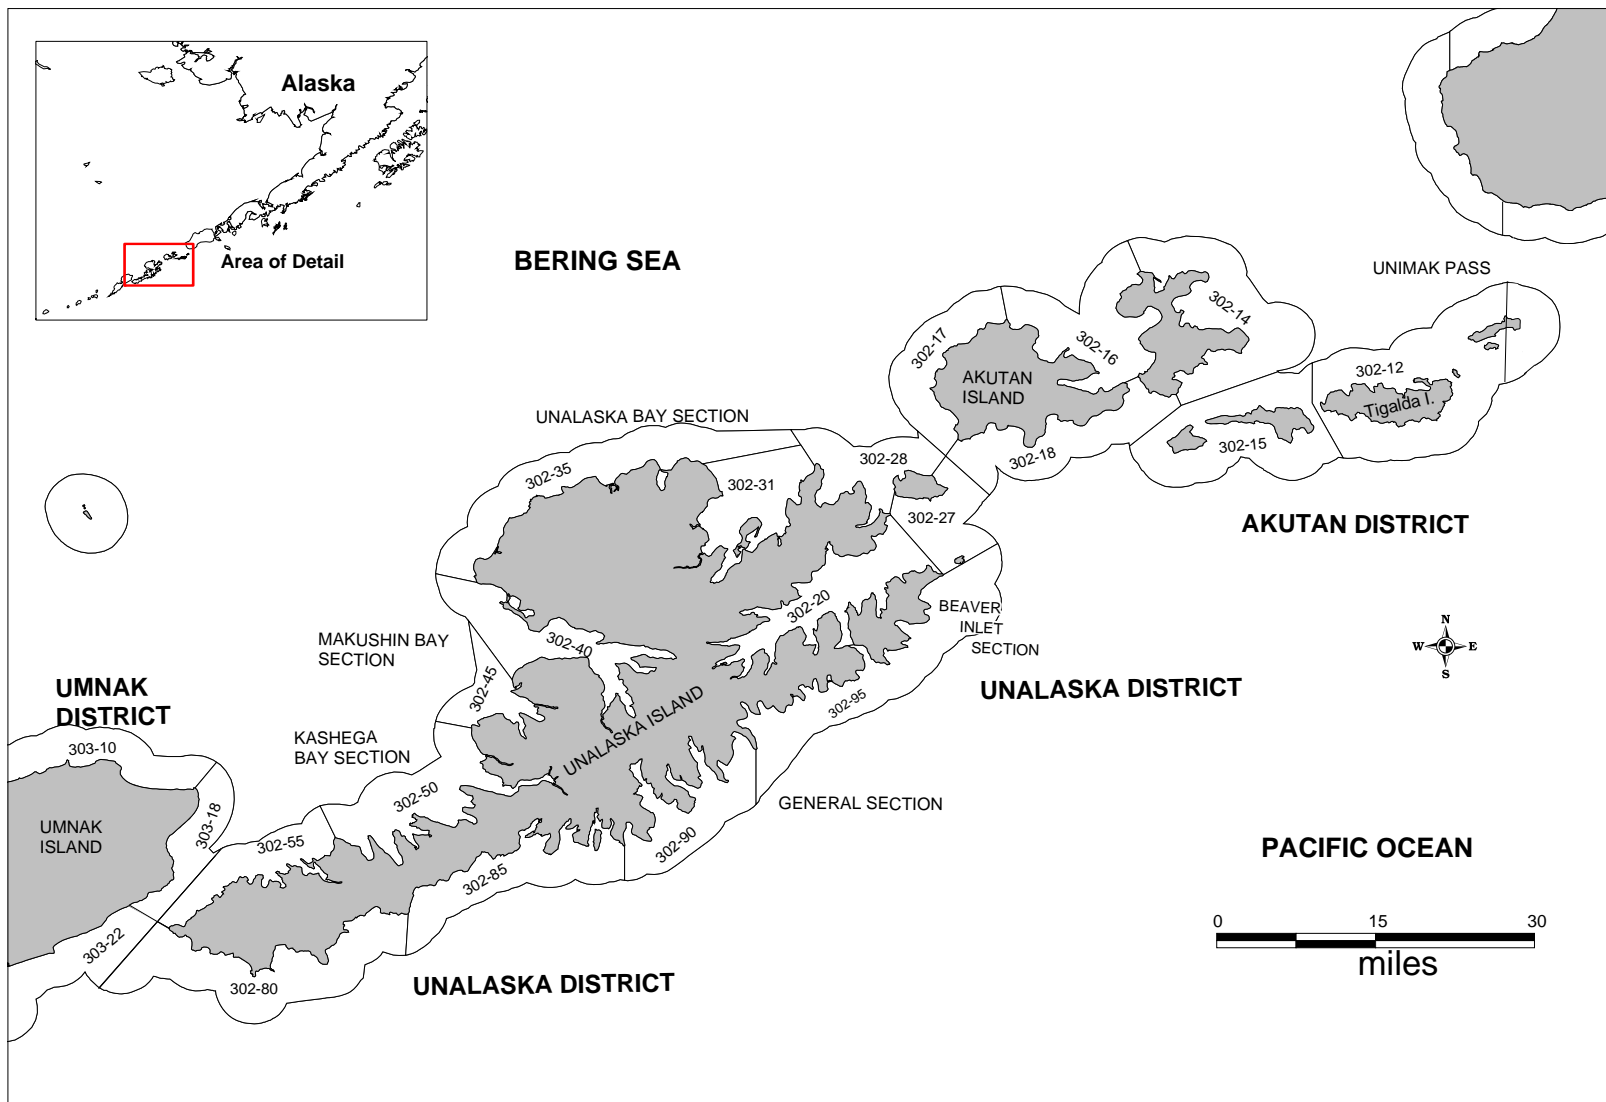 Alaska
Area of Detail
BERING SEA
UNIMAK PASS
302-14
302-17
302-16
302-12
AKUTAN
ISLAND
Tigalda I.
302-15
302-18
UNALASKA BAY SECTION
302-35
302-28
302-31
302-27
AKUTAN DISTRICT
302-20
BEAVER
INLET
SECTION
MAKUSHIN BAY
SECTION
302-40
302-45
N
W E
S
UMNAK
DISTRICT
UNALASKA DISTRICT
302-95
UNALASKA ISLAND
KASHEGA
BAY SECTION
303-10
302-50
GENERAL SECTION
303-18
UMNAK
ISLAND
302-55
302-90
302-85
PACIFIC OCEAN
303-22
302-80
UNALASKA DISTRICT
0 15 30
miles